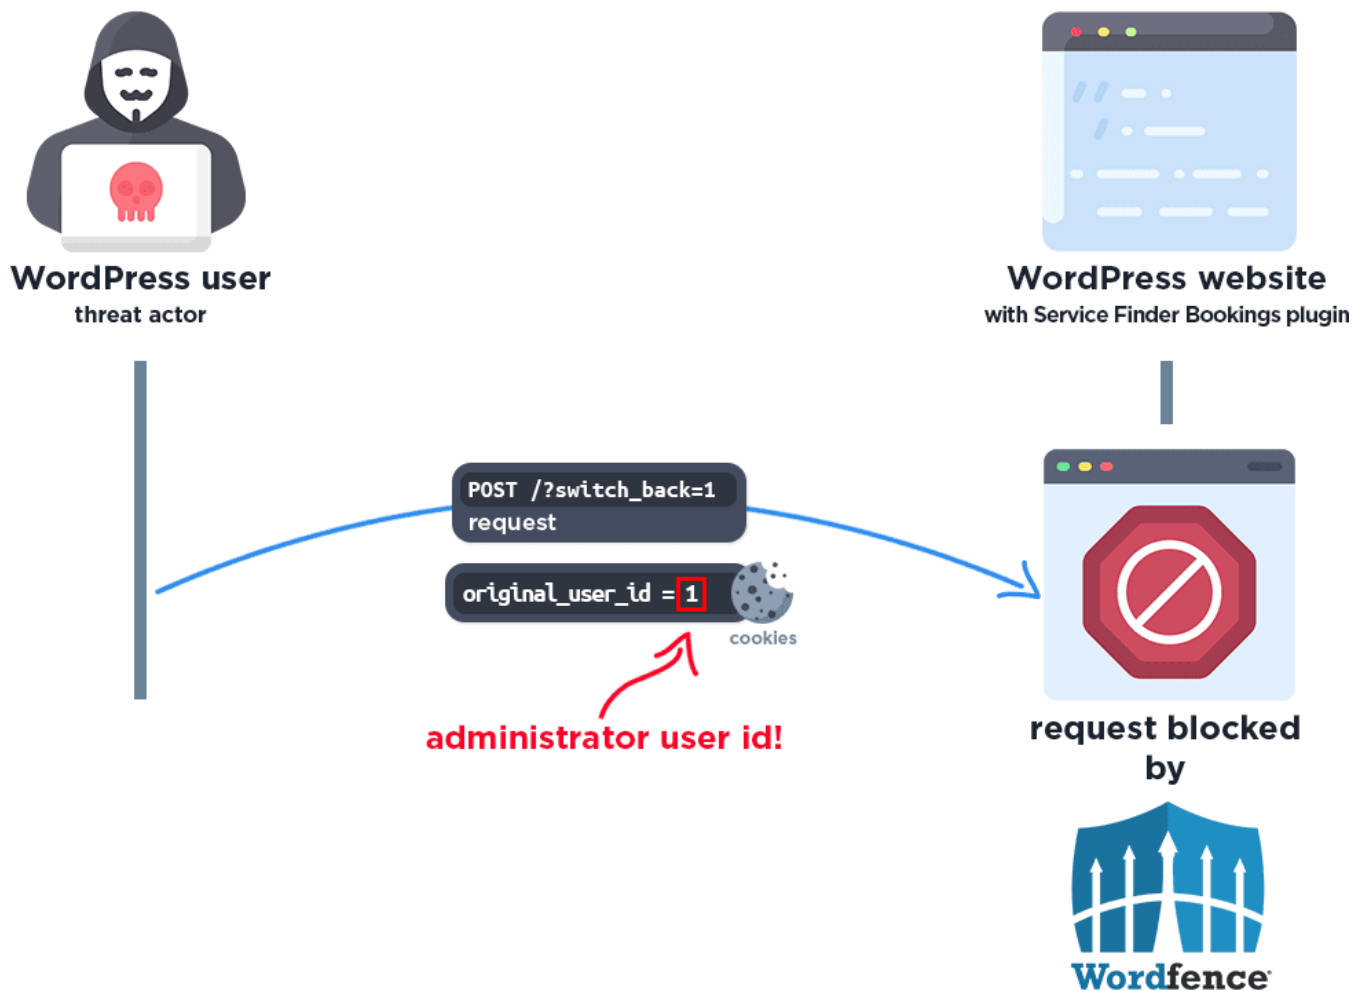 WordPress user
threat actor
WordPress website
with Service Finder Bookings plugin
POST /?switch_back=1
request
original_user_id = 1
cookies
administrator user id!
request blocked
by
Wordfence